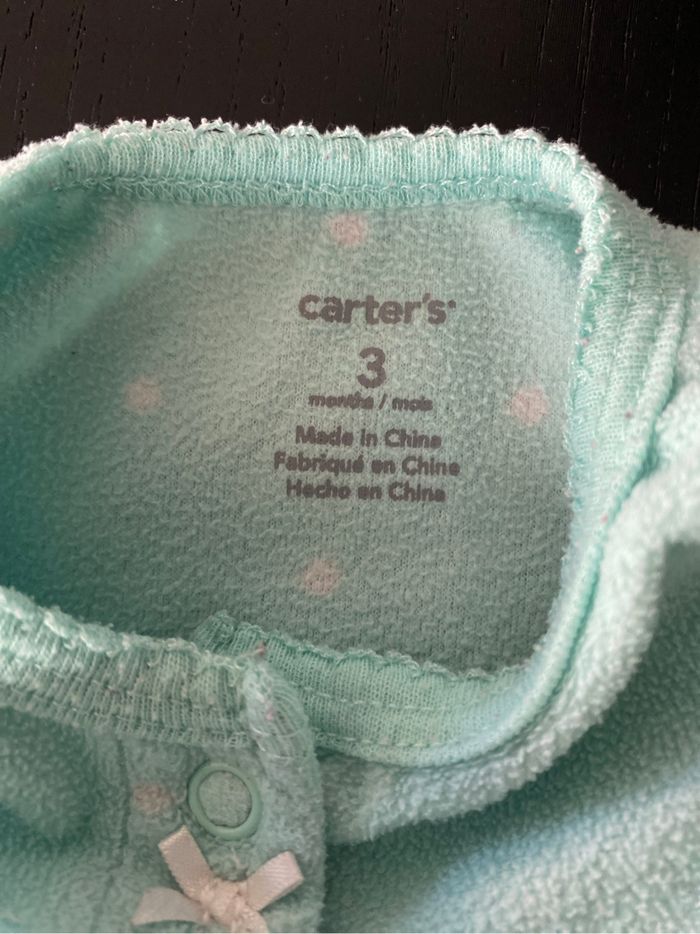 carter's
3
months / mois
Made in China
Fabriqué en Chine
Hecho en China